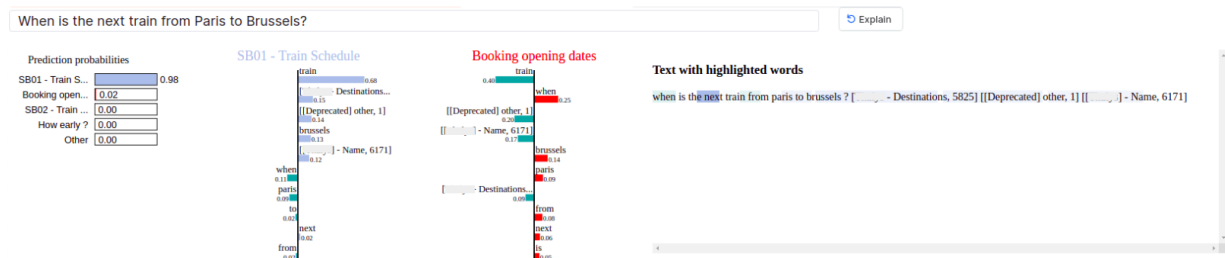 When is the next train from Paris to Brussels?
Explain
Prediction probabilities
SB01 - Train S... 0.98
Booking open... 0.02
SB02 - Train ... 0.00
How early ? 0.00
Other 0.00
SB01 - Train Schedule
train
0.68
- Destinations...
0.15
[[Deprecated] other, 1]
0.14
brussels
0.13
] - Name, 6171]
0.12
when
0.11
paris
0.09
to
0.02
next
0.02
from
Booking opening dates
train
0.40
when
0.25
[[Deprecated] other, 1]
0.20
] - Name, 6171]
0.17
brussels
0.14
paris
0.09
[ - Destinations...
0.09
from
0.08
next
0.06
is
0.05
Text with highlighted words
when is the next train from paris to brussels ? [ - Destinations, 5825] [[Deprecated] other, 1] [[ ] - Name, 6171]